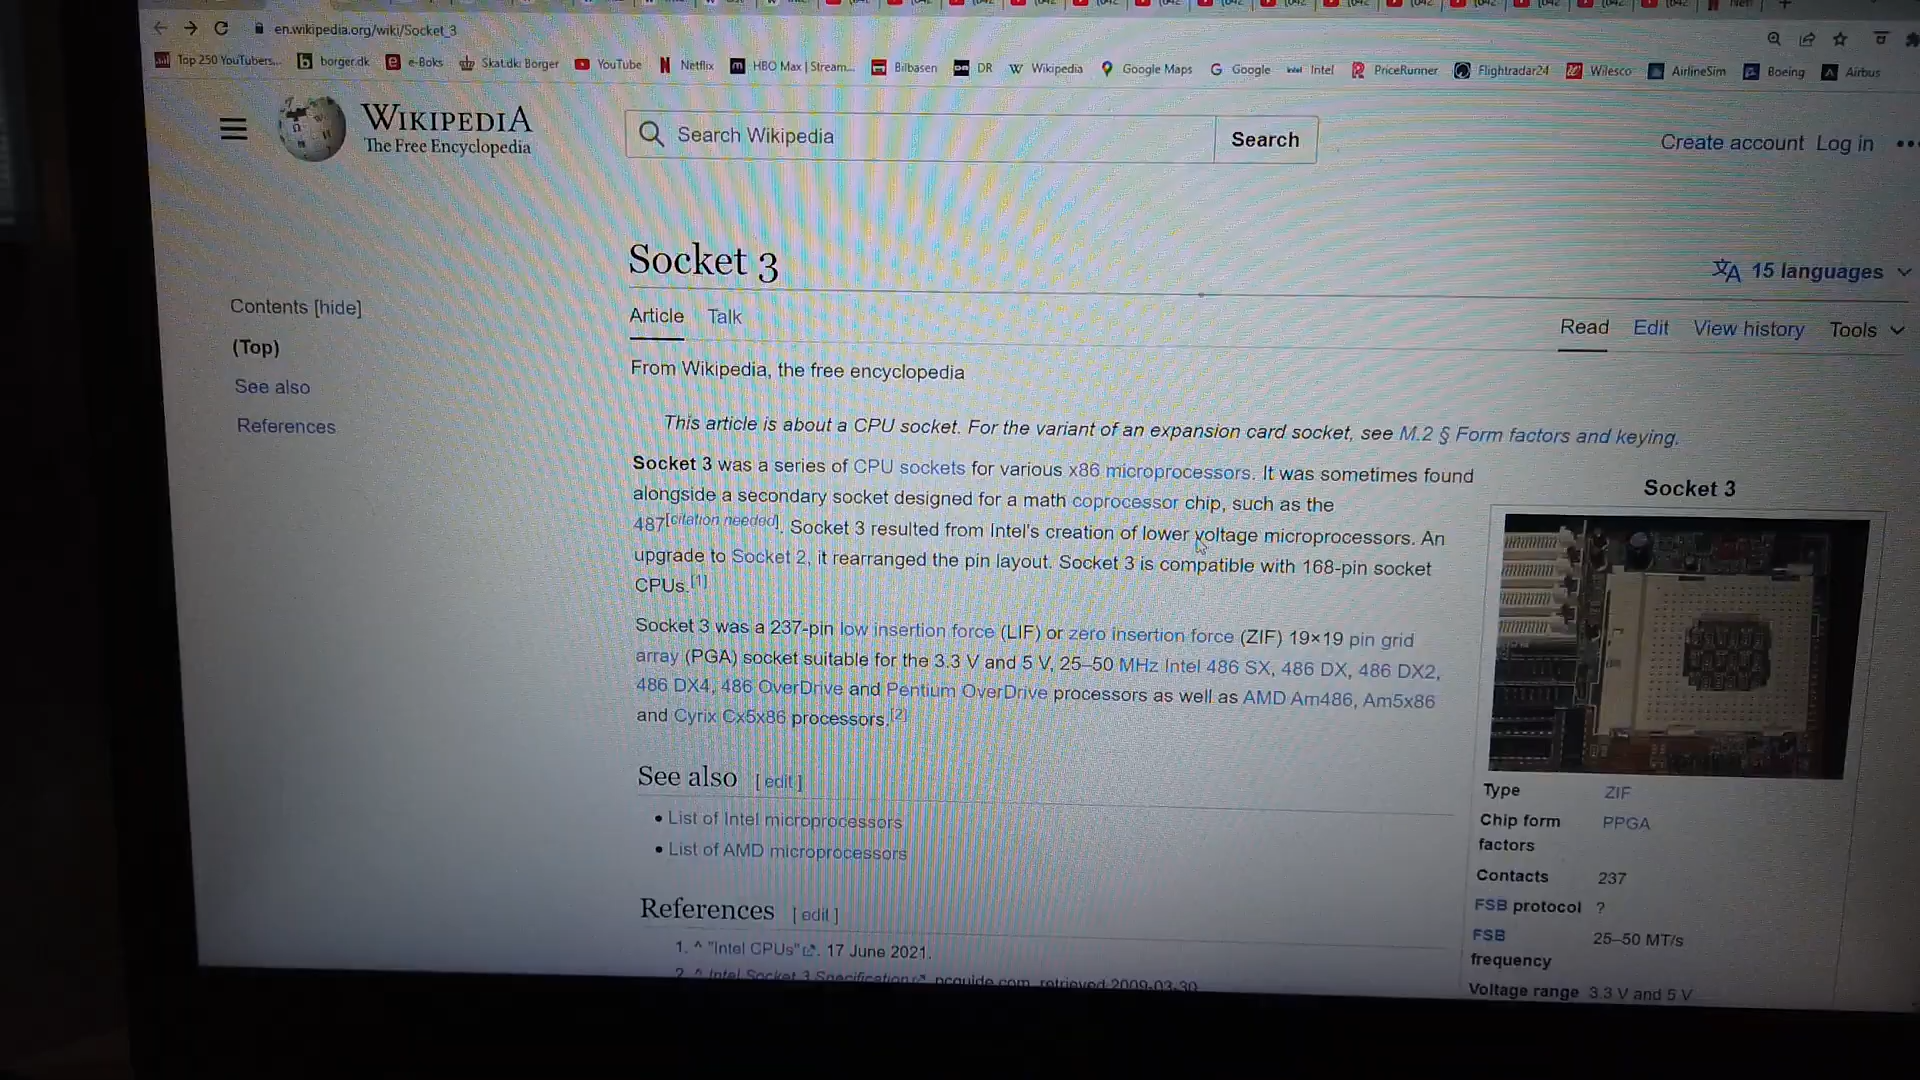 en.wikipedia.org/wiki/Socket_3
Top 250 YouTubers... borger.dk e-Boks Skat.dk: Borger YouTube Netflix HBO Max | Stream... Bilbasen DR Wikipedia Google Maps Google Intel PriceRunner Flightradar24 Wilesco AirlineSim Boeing Airbus
WIKIPEDIA
The Free Encyclopedia
Search Wikipedia Search
Create account Log in
Socket 3
15 languages
Contents [hide]
(Top)
See also
References
Article Talk
Read Edit View history Tools
From Wikipedia, the free encyclopedia
This article is about a CPU socket. For the variant of an expansion card socket, see M.2 § Form factors and keying.
Socket 3 was a series of CPU sockets for various x86 microprocessors. It was sometimes found
alongside a secondary socket designed for a math coprocessor chip, such as the
487[citation needed]. Socket 3 resulted from Intel's creation of lower voltage microprocessors. An
upgrade to Socket 2, it rearranged the pin layout. Socket 3 is compatible with 168-pin socket
CPUs.[1]
Socket 3 was a 237-pin low insertion force (LIF) or zero insertion force (ZIF) 19×19 pin grid
array (PGA) socket suitable for the 3.3 V and 5 V, 25–50 MHz Intel 486 SX, 486 DX, 486 DX2,
486 DX4, 486 OverDrive and Pentium OverDrive processors as well as AMD Am486, Am5x86
and Cyrix Cx5x86 processors.[2]
See also [ edit ]
• List of Intel microprocessors
• List of AMD microprocessors
References [ edit ]
1. ^ "Intel CPUs". 17 June 2021.
2. ^ Intel Socket 3 Specification, pcguide.com, retrieved 2009-03-30
Socket 3
Type ZIF
Chip form factors PPGA
Contacts 237
FSB protocol ?
FSB frequency 25–50 MT/s
Voltage range 3.3 V and 5 V